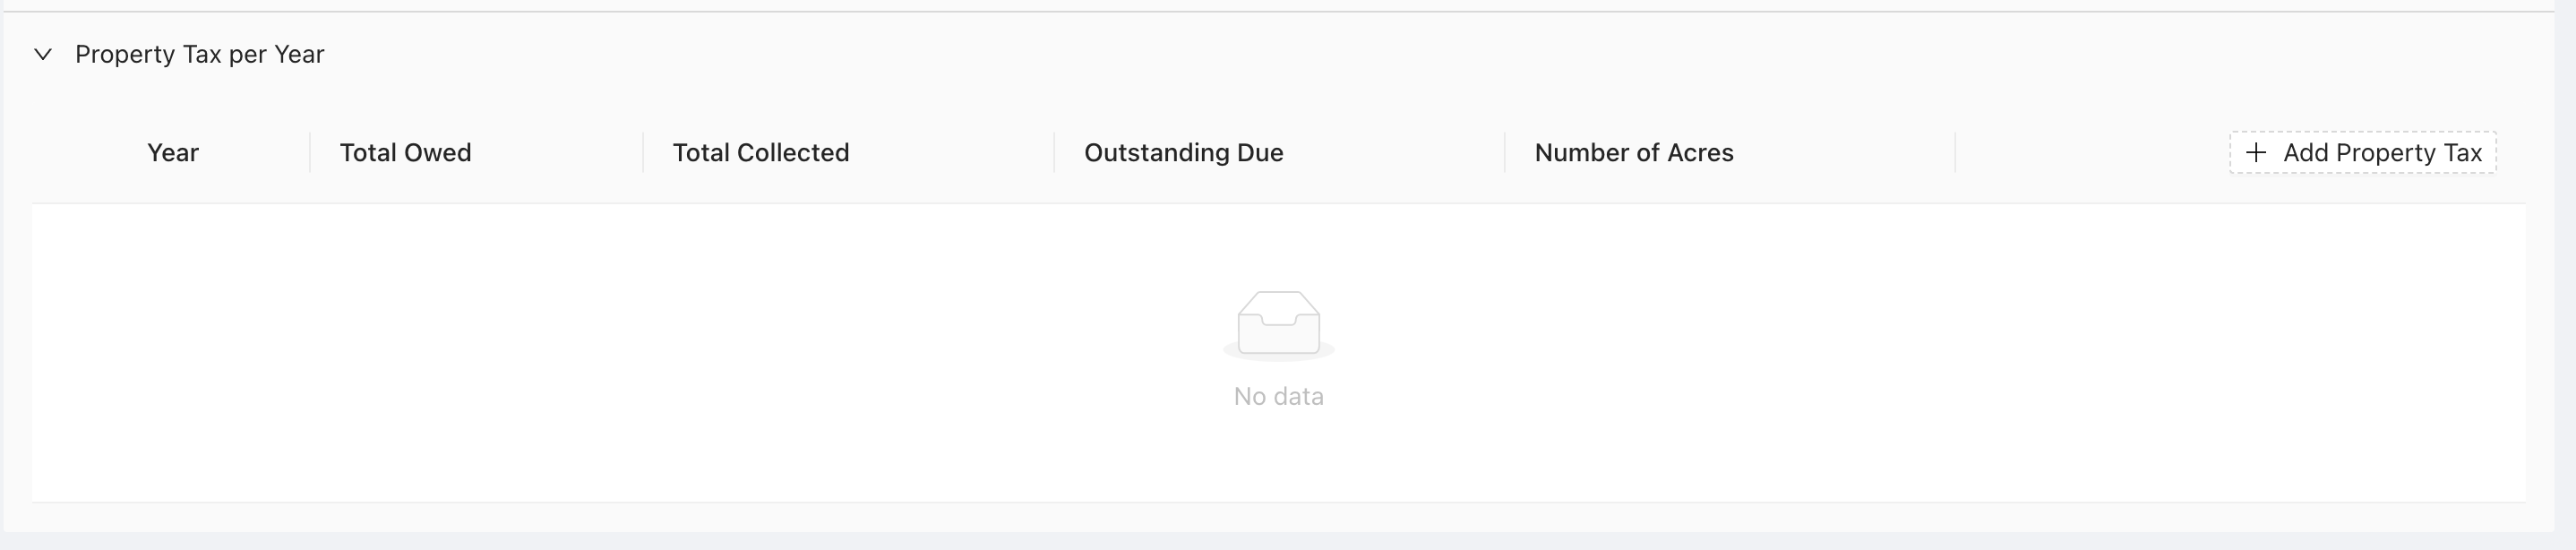 Property Tax per Year
Year Total Owed Total Collected Outstanding Due Number of Acres + Add Property Tax
No data